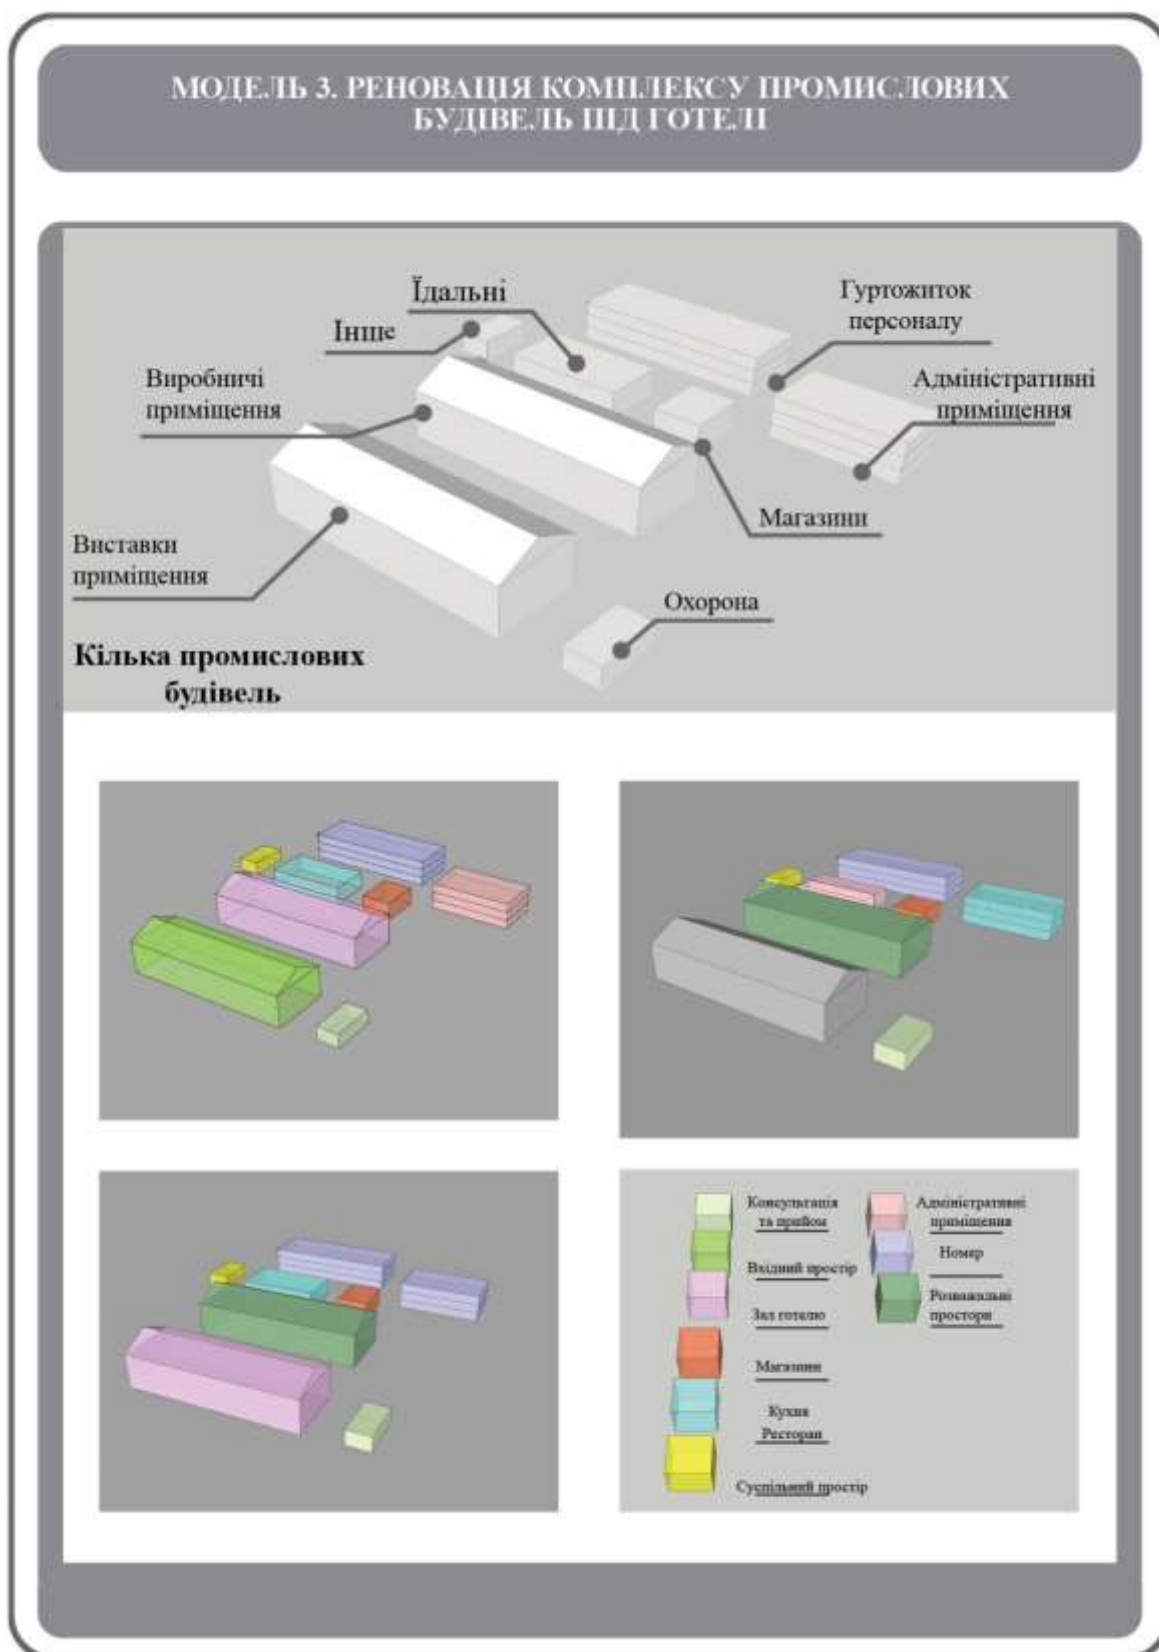 МОДЕЛЬ 3. РЕНОВАЦІЯ КОМПЛЕКСУ ПРОМИСЛОВИХ
БУДІВЕЛЬ ПІД ГОТЕЛІ
Їдальні
Інше
Гуртожиток
персоналу
Виробничі
приміщення
Адміністративні
приміщення
Магазини
Виставки
приміщення
Охорона
Кілька промислових
будівель
Консультація
та прийом
Адміністративні
приміщення
Вхідний простір
Номер
Зал готелю
Розважальні
простори
Магазини
Кухня
Ресторан
Суспільний простір